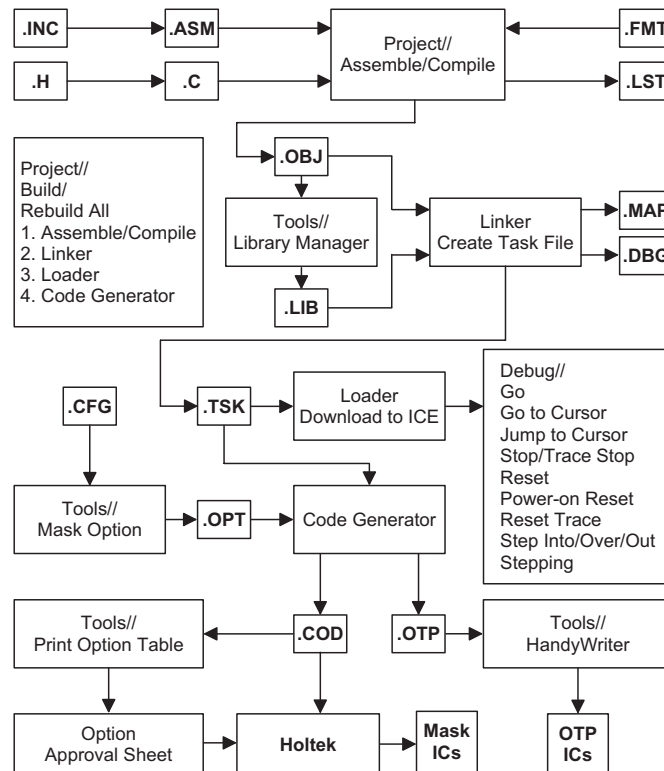 .INC
.ASM
Project//
Assemble/Compile
.FMT
.H
.C
.LST
Project//
Build/
Rebuild All
1. Assemble/Compile
2. Linker
3. Loader
4. Code Generator
.OBJ
Tools//
Library Manager
.LIB
Linker
Create Task File
.MAP
.DBG
.CFG
.TSK
Loader
Download to ICE
Debug//
Go
Go to Cursor
Jump to Cursor
Stop/Trace Stop
Reset
Power-on Reset
Reset Trace
Step Into/Over/Out
Stepping
Tools//
Mask Option
.OPT
Code Generator
Tools//
Print Option Table
.COD
.OTP
Tools//
HandyWriter
Option
Approval Sheet
Holtek
Mask
ICs
OTP
ICs